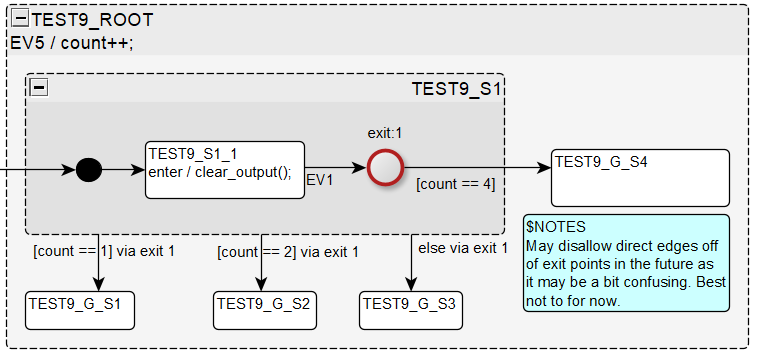 TEST9_ROOT
EV5 / count++;
TEST9_S1
exit:1
TEST9_S1_1
enter / clear_output();
EV1
[count == 4]
TEST9_G_S4
$NOTES
May disallow direct edges off
of exit points in the future as
it may be a bit confusing. Best
not to for now.
[count == 1] via exit 1
[count == 2] via exit 1
else via exit 1
TEST9_G_S1
TEST9_G_S2
TEST9_G_S3